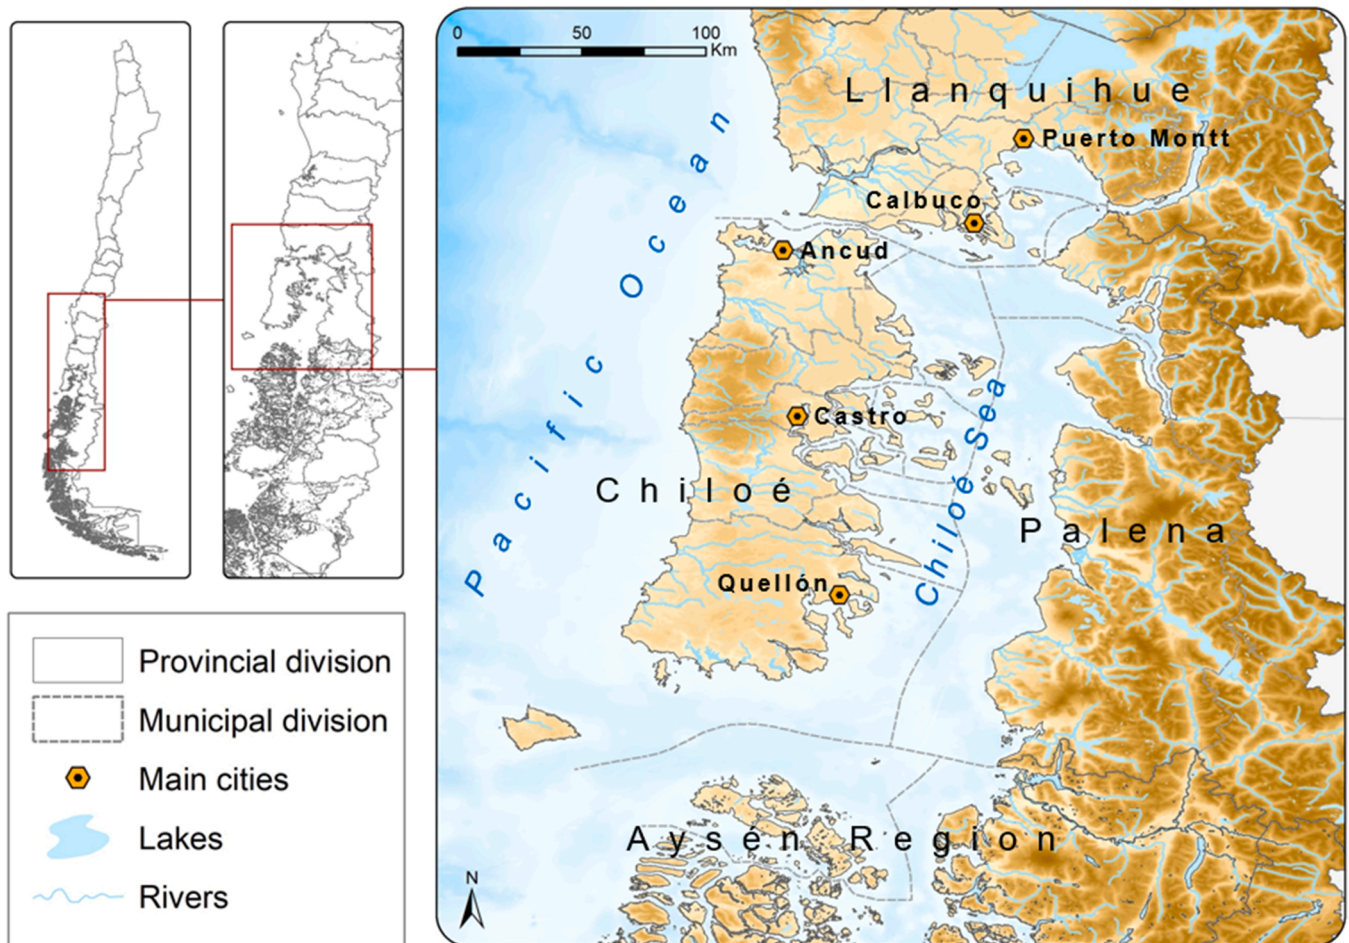 0 50 100
Km
Llanquihue
Puerto Montt
Calbuco
Ancud
Pacific Ocean
Castro
Chiloé Sea
Chiloé
Palena
Quellón
Aysén Region
N
Provincial division
Municipal division
Main cities
Lakes
Rivers